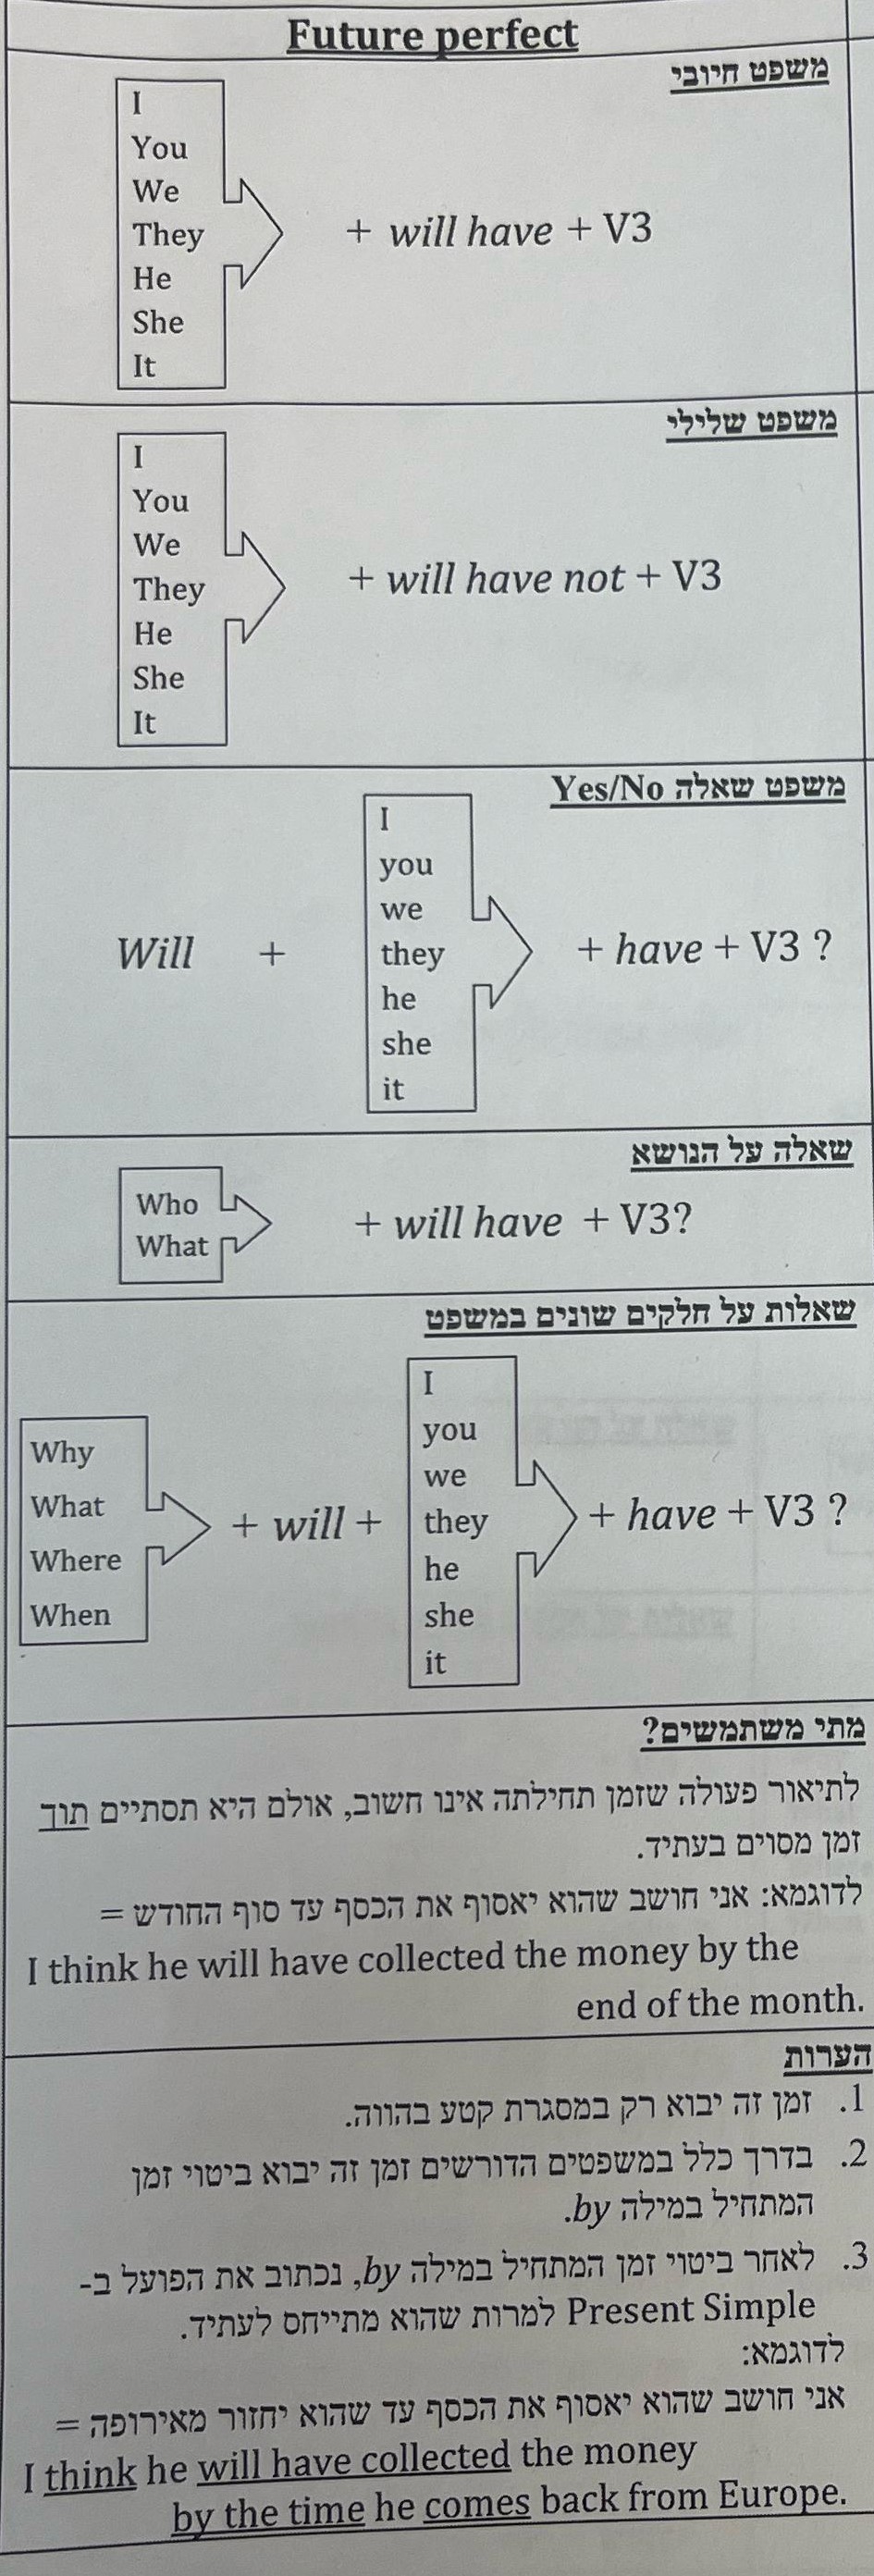 Future perfect
משפט חיובי
I
You
We
They
He
She
It
+ will have + V3
משפט שלילי
I
You
We
They
He
She
It
+ will have not + V3
משפט שאלה Yes/No
Will +
I
you
we
they
he
she
it
+ have + V3 ?
שאלה על הנושא
Who
What
+ will have + V3?
שאלות על חלקים שונים במשפט
Why
What
Where
When
+ will +
I
you
we
they
he
she
it
+ have + V3 ?
מתי משתמשים?
לתיאור פעולה שזמן תחילתה אינו חשוב, אולם היא תסתיים תוך
זמן מסוים בעתיד.
לדוגמא: אני חושב שהוא יאסוף את הכסף עד סוף החודש =
I think he will have collected the money by the
end of the month.
הערות
1. זמן זה יבוא רק במסגרת קטע בהווה.
2. בדרך כלל במשפטים הדורשים זמן זה יבוא ביטוי זמן
המתחיל במילה by.
3. לאחר ביטוי זמן המתחיל במילה by, נכתוב את הפועל ב-
Present Simple למרות שהוא מתייחס לעתיד.
לדוגמא:
אני חושב שהוא יאסוף את הכסף עד שהוא יחזור מאירופה =
I think he will have collected the money
by the time he comes back from Europe.